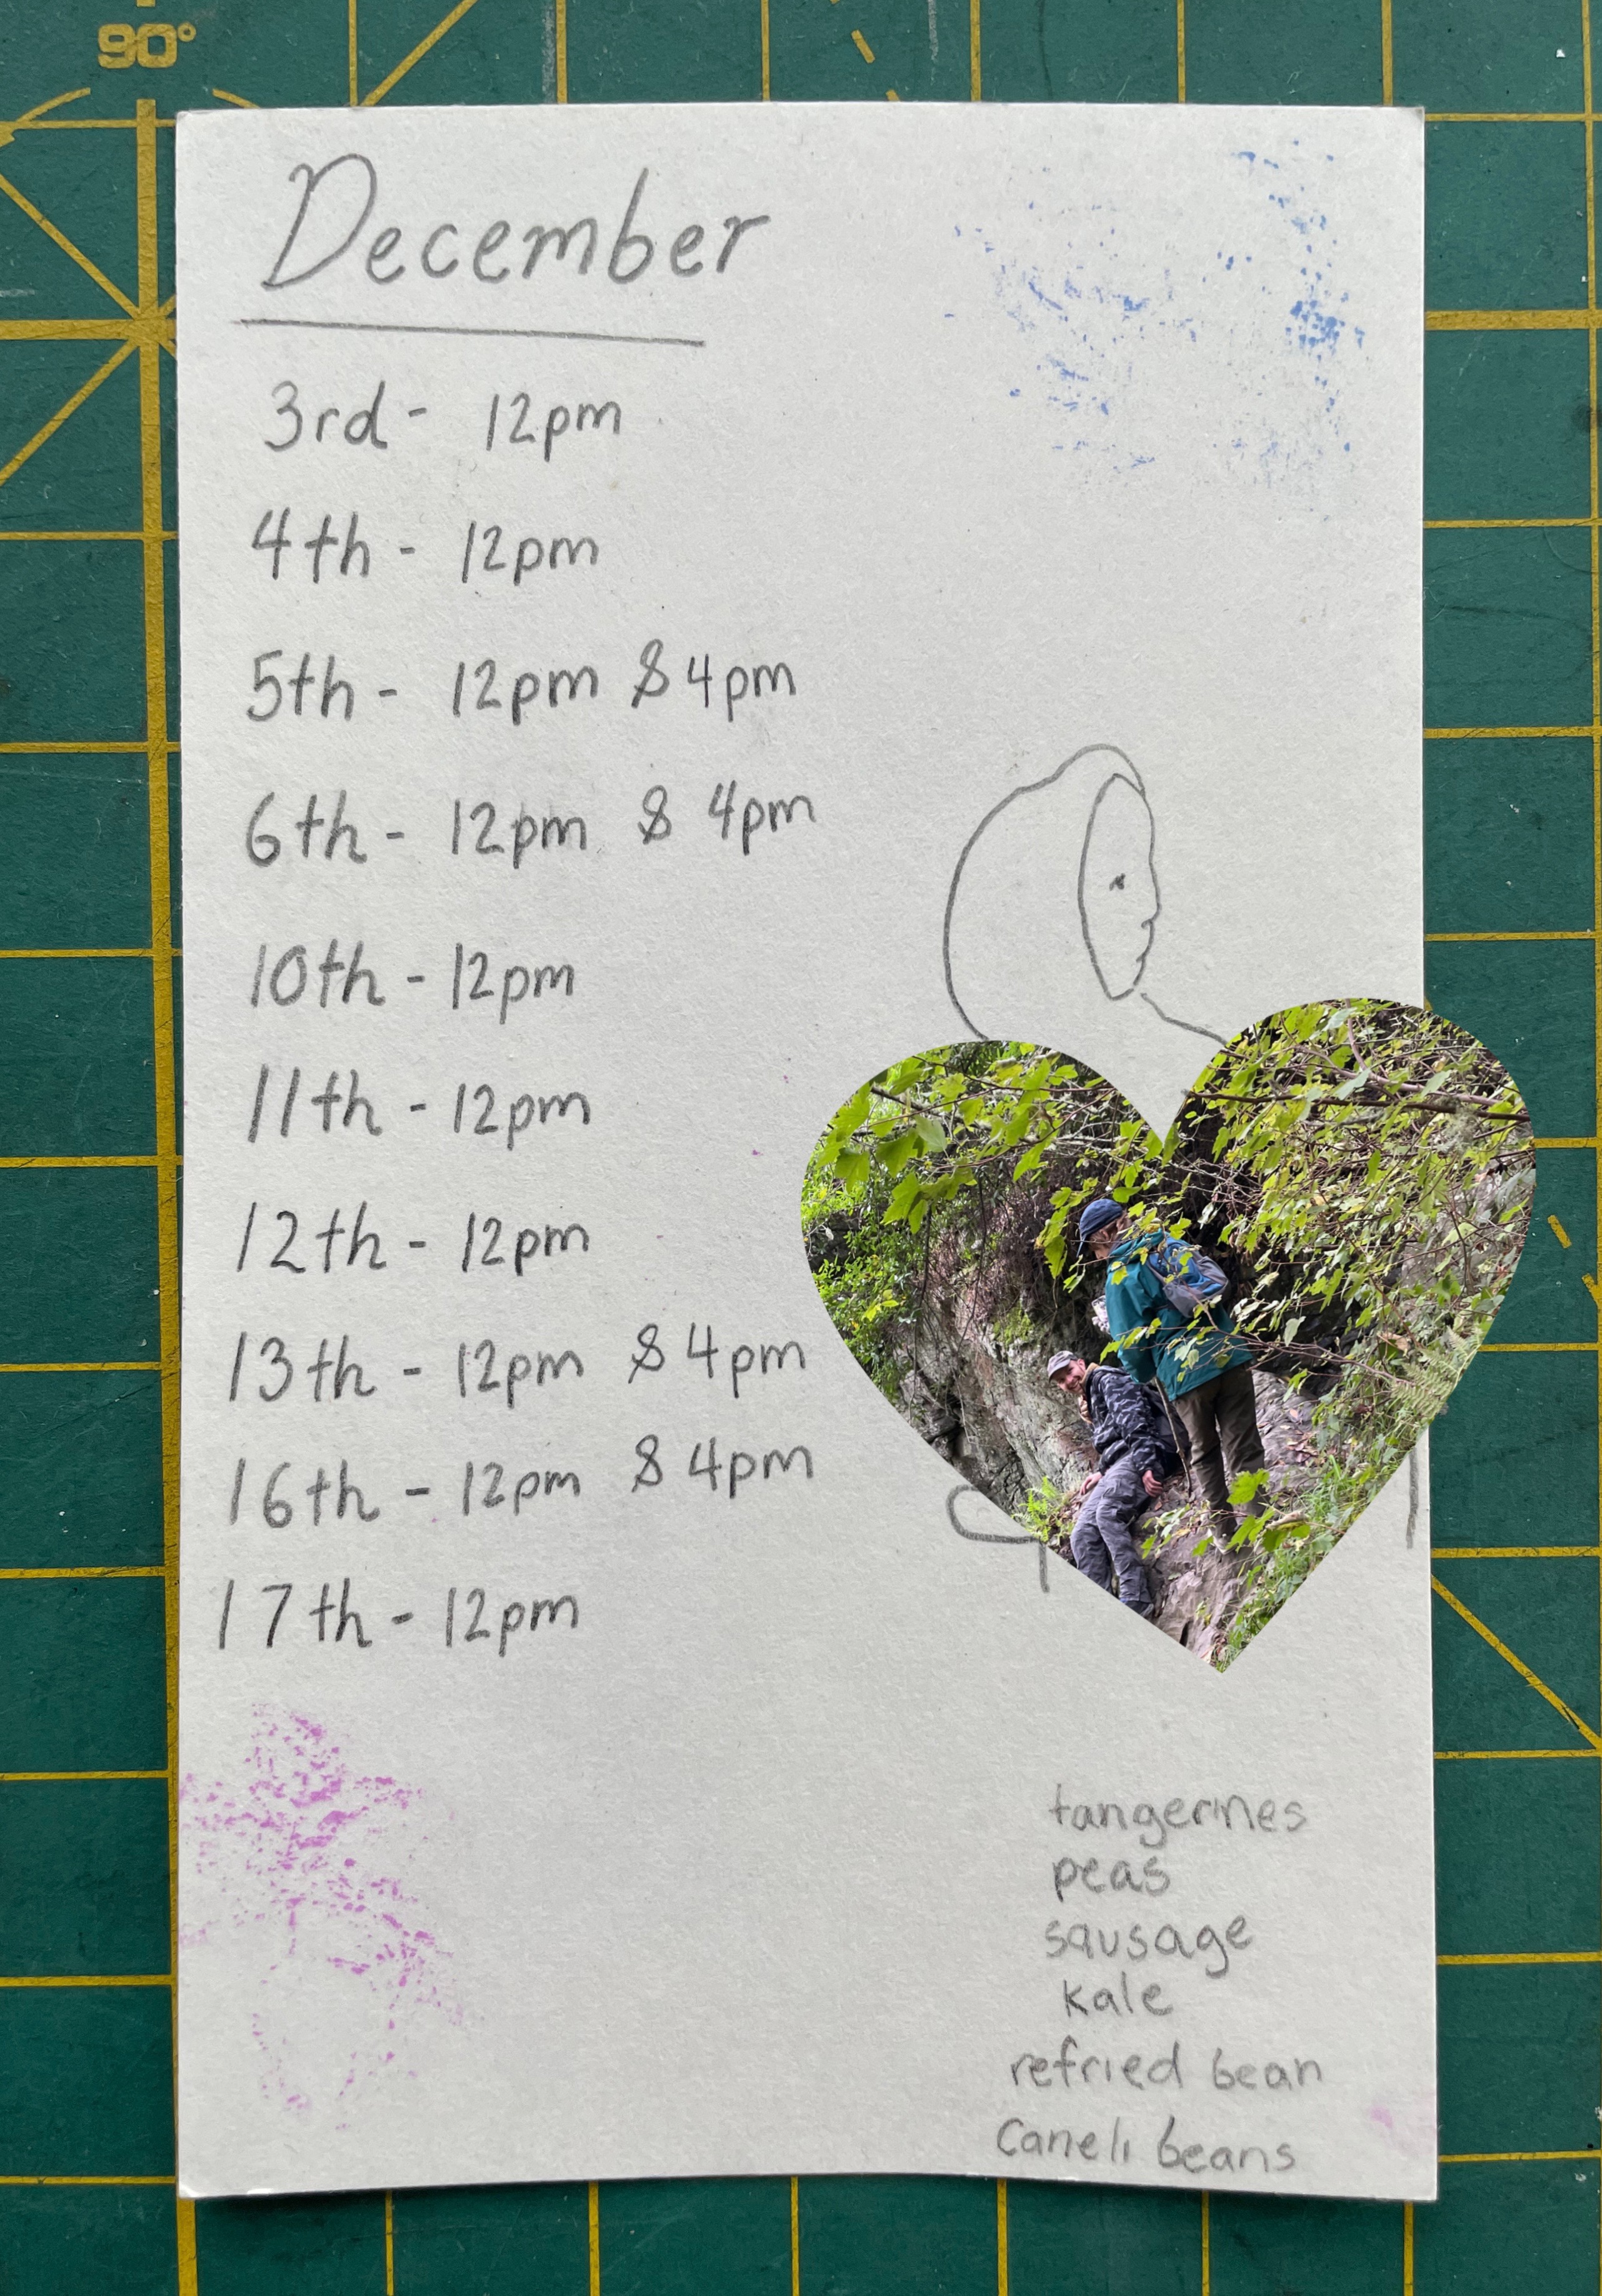 90°
December
3rd - 12pm
4th - 12pm
5th - 12pm & 4pm
6th - 12pm & 4pm
10th - 12pm
11th - 12pm
12th - 12pm
13th - 12pm & 4pm
16th - 12pm & 4pm
17th - 12pm
tangerines
peas
sausage
kale
refried bean
Caneli beans